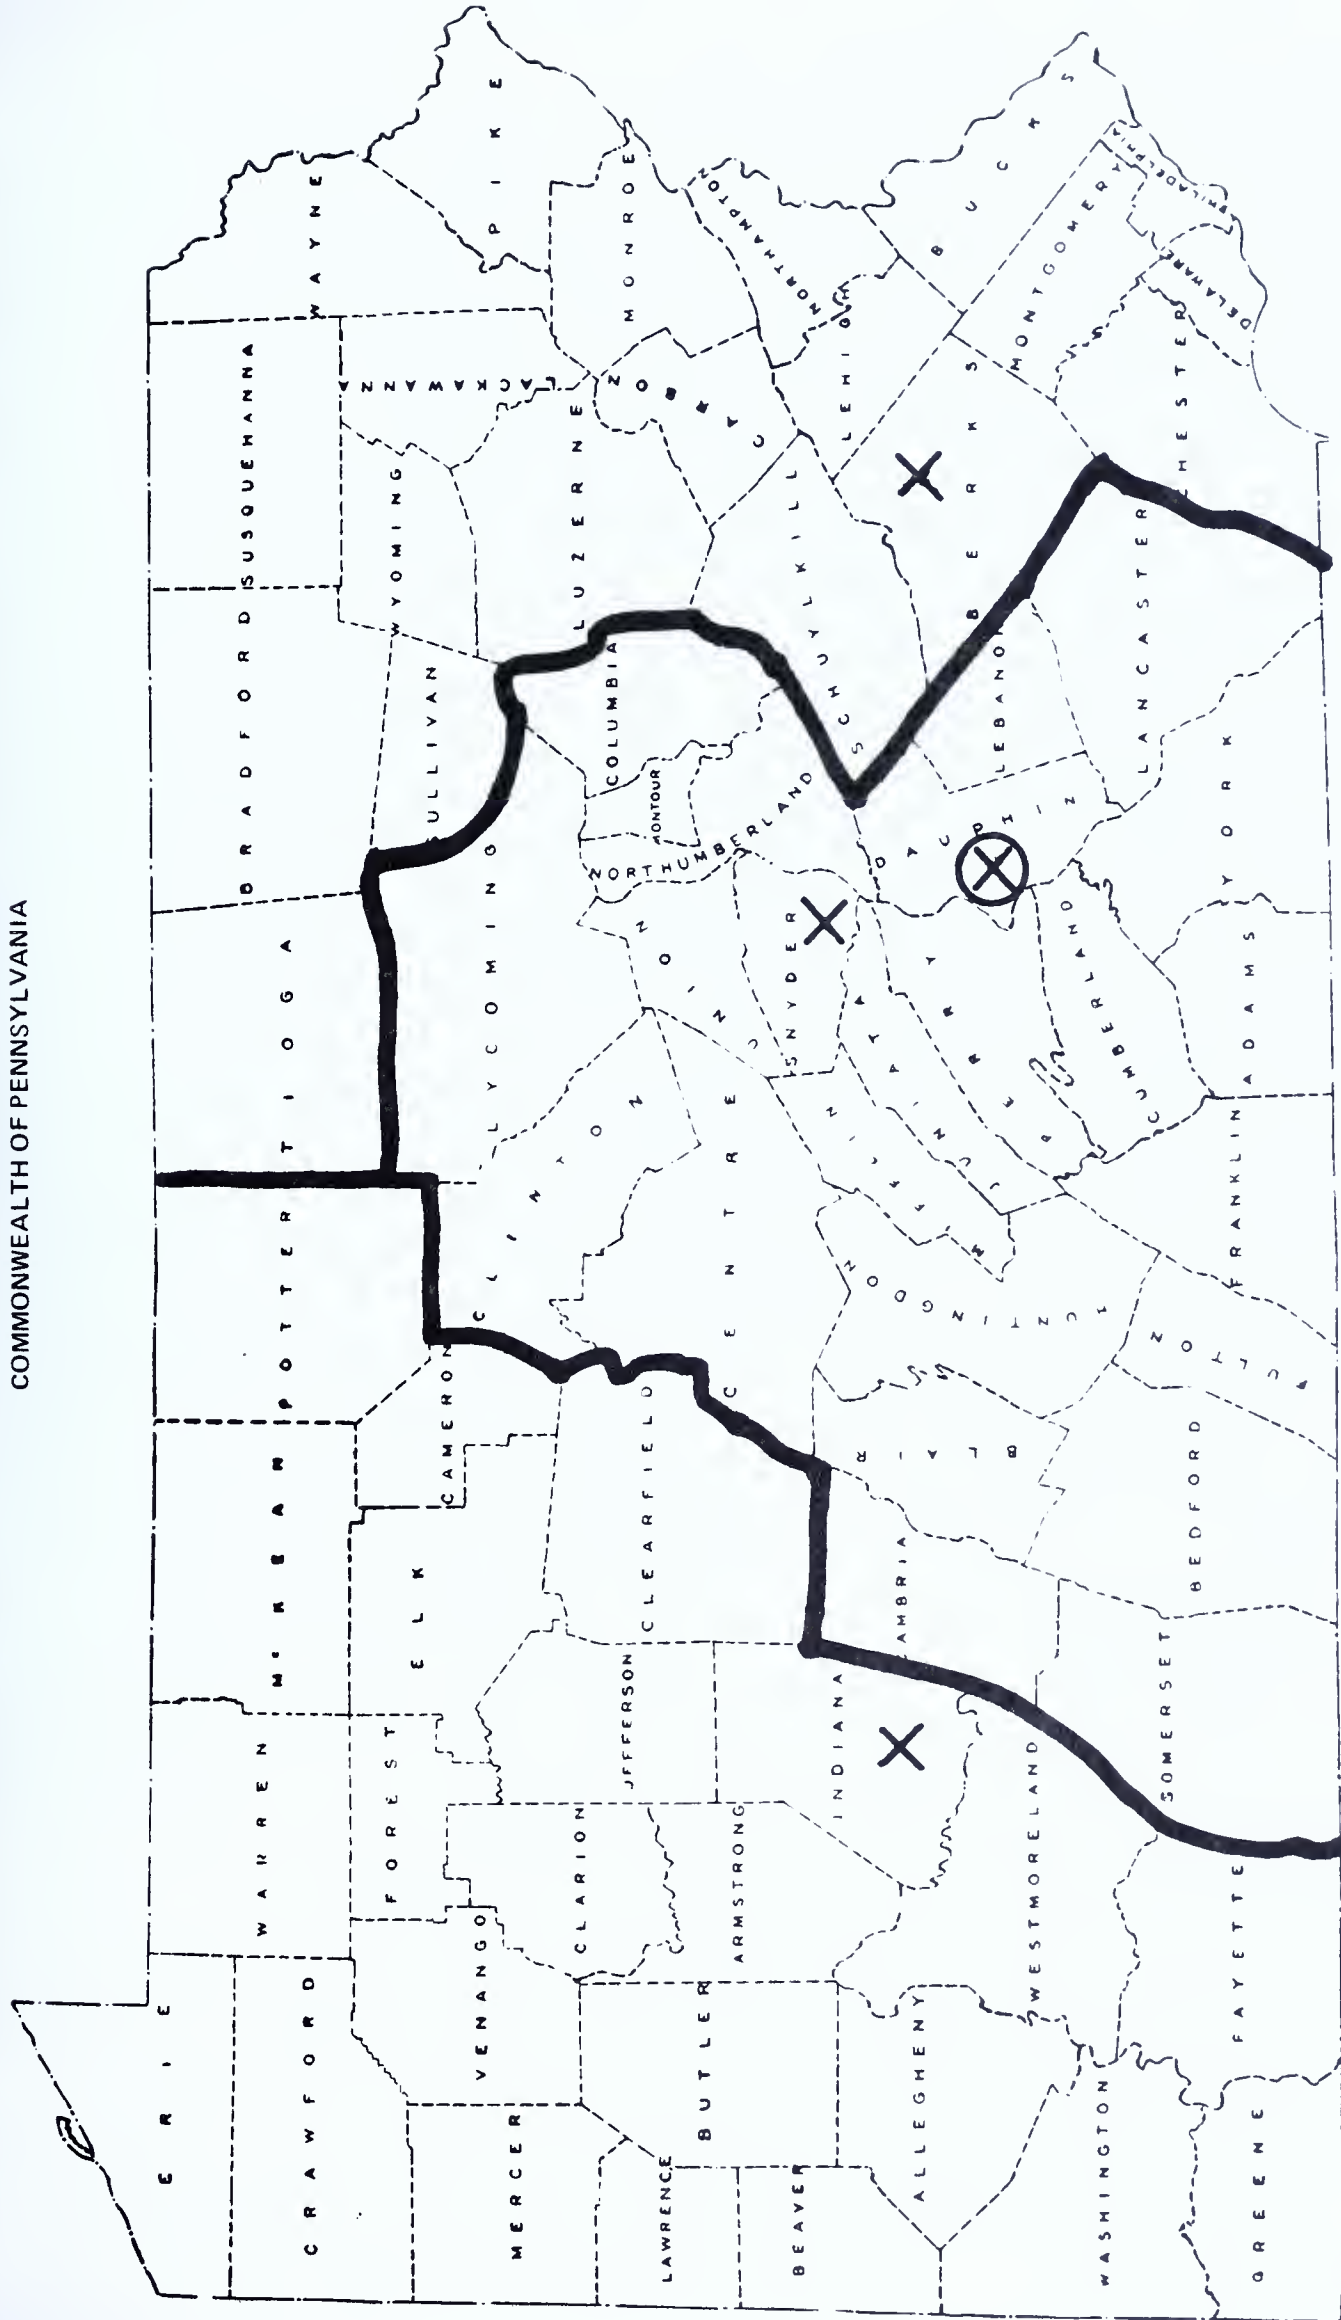 COMMONWEALTH OF PENNSYLVANIA
ERIE
CRAWFORD
MERCER
LAWRENCE
BEAVER
WASHINGTON
GREENE
WARREN
FOREST
VENANGO
CLARION
BUTLER
ARMSTRONG
ALLEGHENY
WESTMORELAND
FAYETTE
McKEAN
ELK
CAMERON
JEFFERSON
CLEARFIELD
INDIANA
CAMBRIA
SOMERSET
POTTER
CLINTON
CENTRE
BLAIR
BEDFORD
HUNTINGDON
FULTON
FRANKLIN
TIOGA
LYCOMING
UNION
SNYDER
MIFFLIN
JUNIATA
PERRY
CUMBERLAND
ADAMS
BRADFORD
SULLIVAN
COLUMBIA
MONTOUR
NORTHUMBERLAND
DAUPHIN
YORK
SUSQUEHANNA
WYOMING
LACKAWANNA
LUZERNE
CARBON
SCHUYLKILL
LEBANON
LANCASTER
WAYNE
PIKE
MONROE
NORTHAMPTON
LEHIGH
BERKS
BUCKS
MONTGOMERY
CHESTER
DELAWARE
PHILADELPHIA